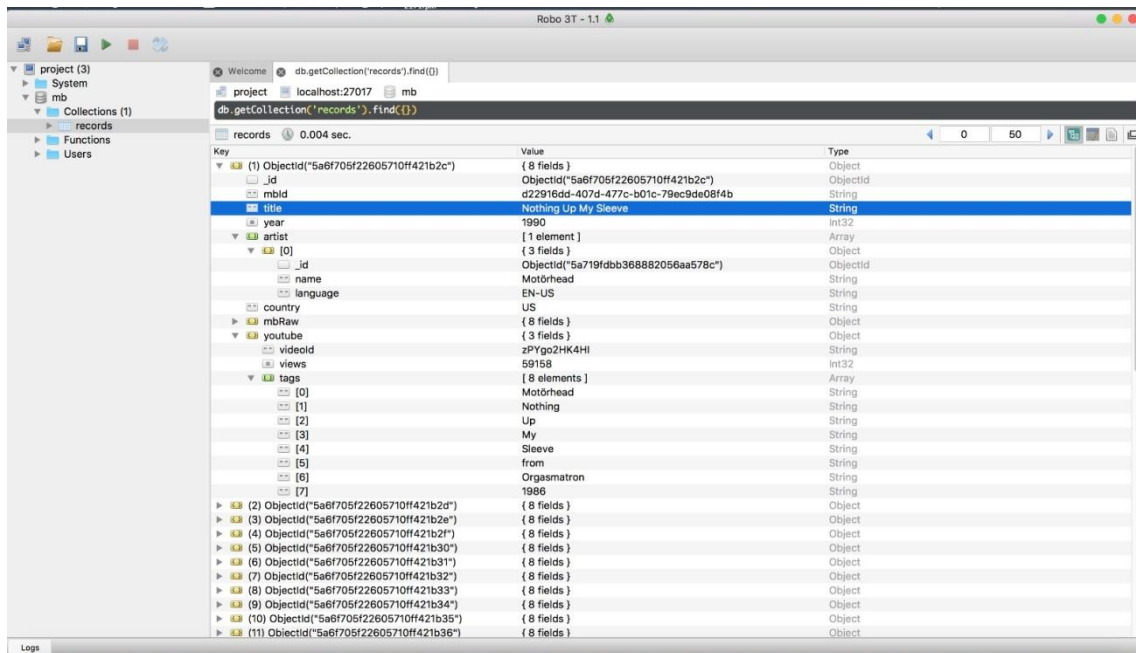 Robo 3T - 1.1
project (3)
System
mb
Collections (1)
records
Functions
Users
Welcome db.getCollection('records').find({})
project localhost:27017 mb
db.getCollection('records').find({})
records 0.004 sec. 0 50
Key Value Type
(1) ObjectId("5a6f705f22605710ff421b2c") { 8 fields } Object
_id ObjectId("5a6f705f22605710ff421b2c") ObjectId
mbId d22916dd-407d-477c-b01c-79ec9de08f4b String
title Nothing Up My Sleeve String
year 1990 Int32
artist [ 1 element ] Array
[0] { 3 fields } Object
_id ObjectId("5a719fdbb368882056aa578c") ObjectId
name Motörhead String
language EN-US String
country US String
mbRaw { 8 fields } Object
youtube { 3 fields } Object
videoId zPYgo2HK4HI String
views 59158 Int32
tags [ 8 elements ] Array
[0] Motörhead String
[1] Nothing String
[2] Up String
[3] My String
[4] Sleeve String
[5] from String
[6] Orgasmatron String
[7] 1986 String
(2) ObjectId("5a6f705f22605710ff421b2d") { 8 fields } Object
(3) ObjectId("5a6f705f22605710ff421b2e") { 8 fields } Object
(4) ObjectId("5a6f705f22605710ff421b2f") { 8 fields } Object
(5) ObjectId("5a6f705f22605710ff421b30") { 8 fields } Object
(6) ObjectId("5a6f705f22605710ff421b31") { 8 fields } Object
(7) ObjectId("5a6f705f22605710ff421b32") { 8 fields } Object
(8) ObjectId("5a6f705f22605710ff421b33") { 8 fields } Object
(9) ObjectId("5a6f705f22605710ff421b34") { 8 fields } Object
(10) ObjectId("5a6f705f22605710ff421b35") { 8 fields } Object
(11) ObjectId("5a6f705f22605710ff421b36") { 8 fields } Object
Logs